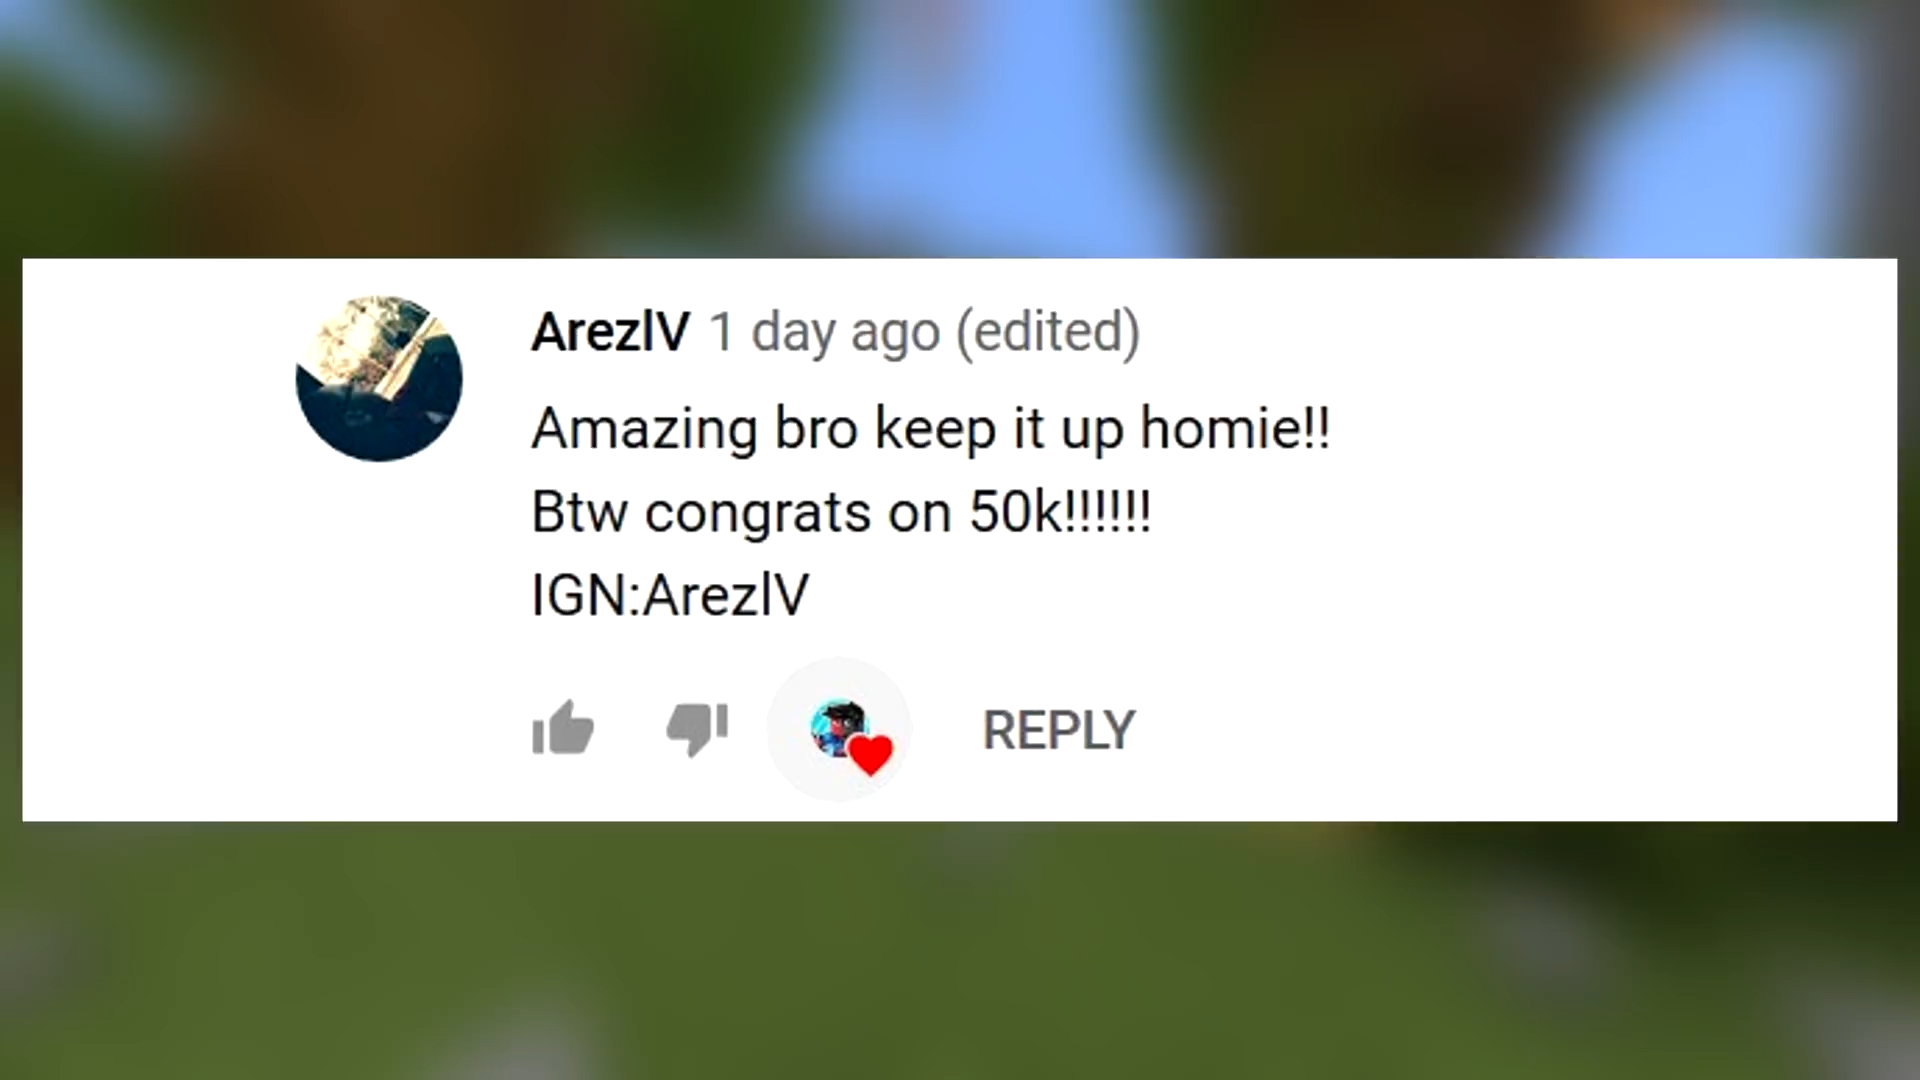 ArezlV 1 day ago (edited)
Amazing bro keep it up homie!!
Btw congrats on 50k!!!!!!
IGN:ArezlV
REPLY